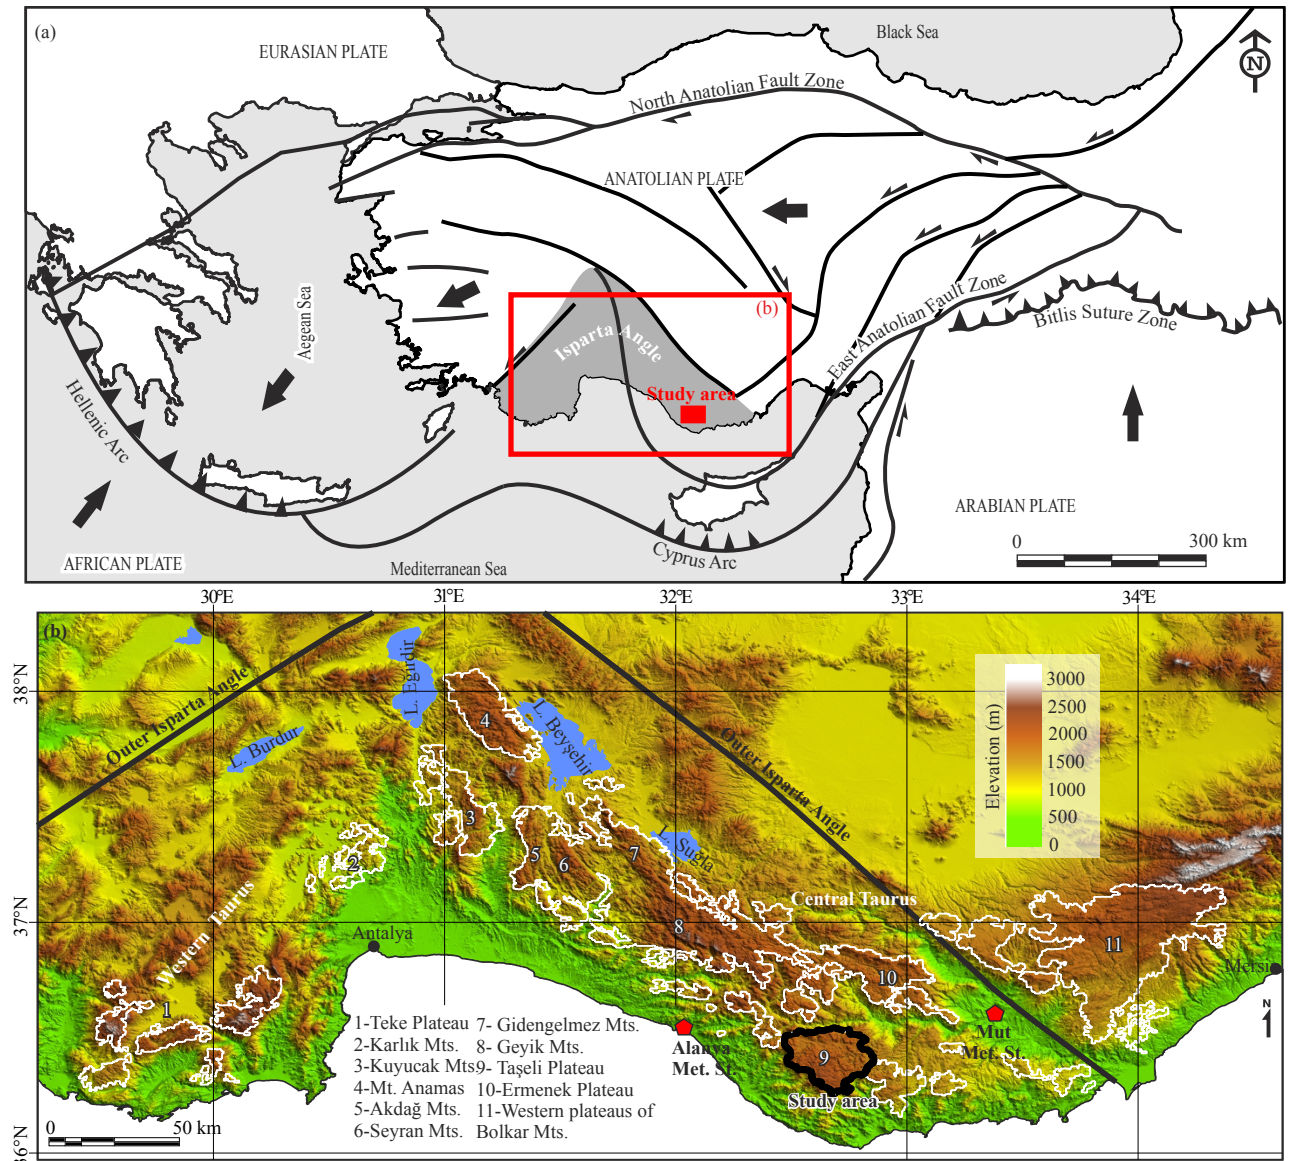 (a)
EURASIAN PLATE
Black Sea
N
North Anatolian Fault Zone
ANATOLIAN PLATE
Aegean Sea
(b)
Isparta Angle
Study area
East Anatolian Fault Zone
Bitlis Suture Zone
Hellenic Arc
ARABIAN PLATE
AFRICAN PLATE
Mediterranean Sea
Cyprus Arc
0 300 km
30°E 31°E 32°E 33°E 34°E
(b)
38°N
37°N
36°N
Outer Isparta Angle
L. Burdur
L. Eğirdir
4
L. Beyşehir
Outer Isparta Angle
L. Sugla
Elevation (m)
3000
2500
2000
1500
1000
500
0
3
2
5
6
7
Western Taurus
Antalya
Central Taurus
8
10
11
Mersi
N
1
9
Mut
Met. St.
Alanya
Met. St.
Study area
1-Teke Plateau
2-Karlık Mts.
3-Kuyucak Mts
4-Mt. Anamas
5-Akdağ Mts.
6-Seyran Mts.
7- Gidengelmez Mts.
8- Geyik Mts.
9- Taşeli Plateau
10-Ermenek Plateau
11-Western plateaus of
Bolkar Mts.
0 50 km